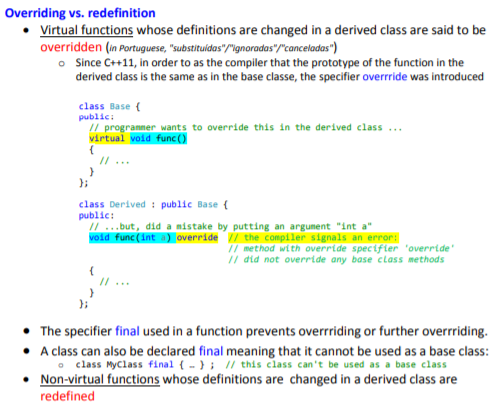 Overriding vs. redefinition
• Virtual functions whose definitions are changed in a derived class are said to be
overridden (in Portuguese, "substituídas"/"ignoradas"/"canceladas")
o Since C++11, in order to as the compiler that the prototype of the function in the
derived class is the same as in the base classe, the specifier overrride was introduced
class Base {
public:
// programmer wants to override this in the derived class ...
virtual void func()
{
// ...
}
};
class Derived : public Base {
public:
// ...but, did a mistake by putting an argument "int a"
void func(int a) override // the compiler signals an error:
// method with override specifier 'override'
// did not override any base class methods
{
// ...
}
};
• The specifier final used in a function prevents overrriding or further overrriding.
• A class can also be declared final meaning that it cannot be used as a base class:
o class MyClass final { … } ; // this class can't be used as a base class
• Non-virtual functions whose definitions are changed in a derived class are
redefined